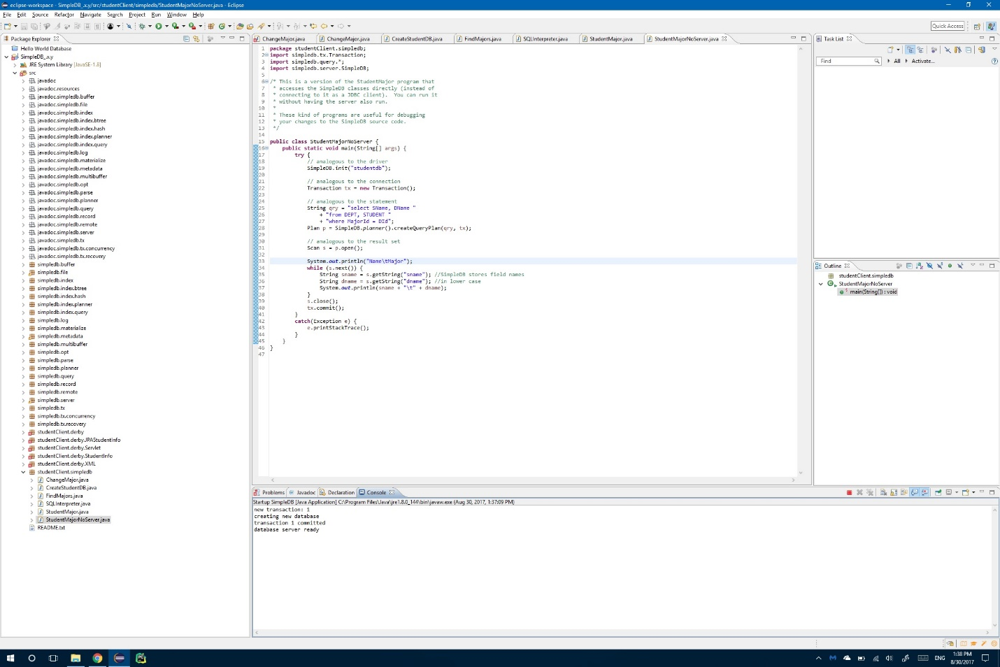 eclipse-workspace - SimpleDB_x.y/src/studentClient/simpledb/StudentMajorNoServer.java - Eclipse
File Edit Source Refactor Navigate Search Project Run Window Help
Quick Access
Package Explorer
Hello World Database
SimpleDB_x.y
JRE System Library [JavaSE-1.8]
src
javadoc
javadoc.resources
javadoc.simpledb.buffer
javadoc.simpledb.file
javadoc.simpledb.index
javadoc.simpledb.index.btree
javadoc.simpledb.index.hash
javadoc.simpledb.index.planner
javadoc.simpledb.index.query
javadoc.simpledb.log
javadoc.simpledb.materialize
javadoc.simpledb.metadata
javadoc.simpledb.multibuffer
javadoc.simpledb.opt
javadoc.simpledb.parse
javadoc.simpledb.planner
javadoc.simpledb.query
javadoc.simpledb.record
javadoc.simpledb.remote
javadoc.simpledb.server
javadoc.simpledb.tx
javadoc.simpledb.tx.concurrency
javadoc.simpledb.tx.recovery
simpledb.buffer
simpledb.file
simpledb.index
simpledb.index.btree
simpledb.index.hash
simpledb.index.planner
simpledb.index.query
simpledb.log
simpledb.materialize
simpledb.metadata
simpledb.multibuffer
simpledb.opt
simpledb.parse
simpledb.planner
simpledb.query
simpledb.record
simpledb.remote
simpledb.server
simpledb.tx
simpledb.tx.concurrency
simpledb.tx.recovery
studentClient.derby
studentClient.derby.JPAStudentInfo
studentClient.derby.Servlet
studentClient.derby.StudentInfo
studentClient.derby.XML
studentClient.simpledb
ChangeMajor.java
CreateStudentDB.java
FindMajors.java
SQLInterpreter.java
StudentMajor.java
StudentMajorNoServer.java
README.txt
ChangeMajor.java ChangeMajor.java CreateStudentDB.java FindMajors.java SQLInterpreter.java StudentMajor.java StudentMajorNoServer.java
1 package studentClient.simpledb;
2 import simpledb.tx.Transaction;
3 import simpledb.query.*;
4 import simpledb.server.SimpleDB;
5
6 /* This is a version of the StudentMajor program that
7 * accesses the SimpleDB classes directly (instead of
8 * connecting to it as a JDBC client). You can run it
9 * without having the server also run.
10 *
11 * These kind of programs are useful for debugging
12 * your changes to the SimpleDB source code.
13 */
14
15 public class StudentMajorNoServer {
16 public static void main(String[] args) {
17 try {
18 // analogous to the driver
19 SimpleDB.init("studentdb");
20
21 // analogous to the connection
22 Transaction tx = new Transaction();
23
24 // analogous to the statement
25 String qry = "select SName, DName "
26 + "from DEPT, STUDENT "
27 + "where MajorId = DId";
28 Plan p = SimpleDB.planner().createQueryPlan(qry, tx);
29
30 // analogous to the result set
31 Scan s = p.open();
32
33 System.out.println("Name\tMajor");
34 while (s.next()) {
35 String sname = s.getString("sname"); //SimpleDB stores field names
36 String dname = s.getString("dname"); //in lower case
37 System.out.println(sname + "\t" + dname);
38 }
39 s.close();
40 tx.commit();
41 }
42 catch(Exception e) {
43 e.printStackTrace();
44 }
45 }
46 }
47
Task List
Find All Activate...
Outline
studentClient.simpledb
StudentMajorNoServer
main(String[]) : void
Problems Javadoc Declaration Console
Startup SimpleDB [Java Application] C:\Program Files\Java\jre1.8.0_144\bin\javaw.exe (Aug 30, 2017, 1:37:09 PM)
new transaction: 1
creating new database
transaction 1 committed
database server ready
ENG
1:38 PM
8/30/2017